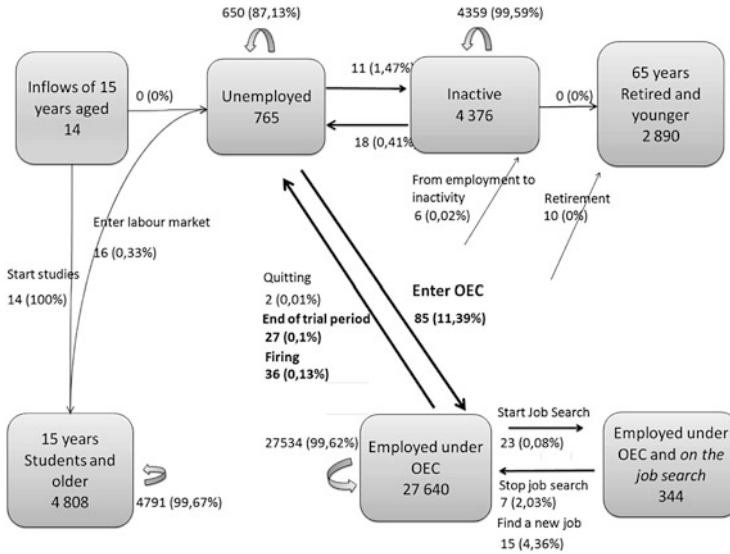 650 (87,13%)
4359 (99,59%)
Inflows of 15
years aged
14
0 (0%)
Unemployed
765
11 (1,47%)
18 (0,41%)
Inactive
4 376
0 (0%)
65 years
Retired and
younger
2 890
From employment to
inactivity
6 (0,02%)
Retirement
10 (0%)
Enter labour market
16 (0,33%)
Start studies
14 (100%)
Quitting
2 (0,01%)
End of trial period
27 (0,1%)
Firing
36 (0,13%)
Enter OEC
85 (11,39%)
15 years
Students and
older
4 808
4791 (99,67%)
27534 (99,62%)
Employed under
OEC
27 640
Start Job Search
23 (0,08%)
Stop job search
7 (2,03%)
Find a new job
15 (4,36%)
Employed under
OEC and on the
job search
344